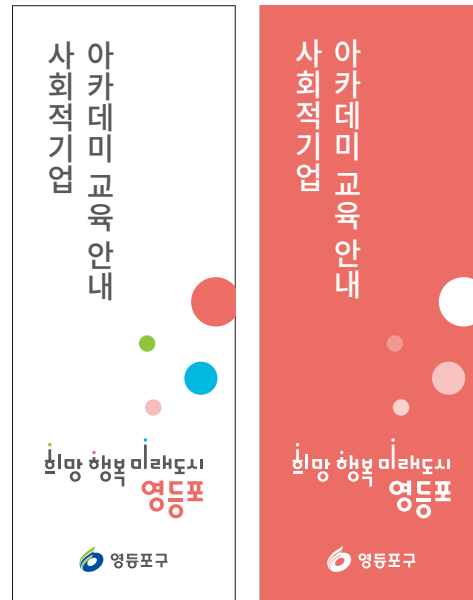 사회적기업
아카데미 교육 안내
희망 행복 미래도시
영등포
영등포구
사회적기업
아카데미 교육 안내
희망 행복 미래도시
영등포
영등포구